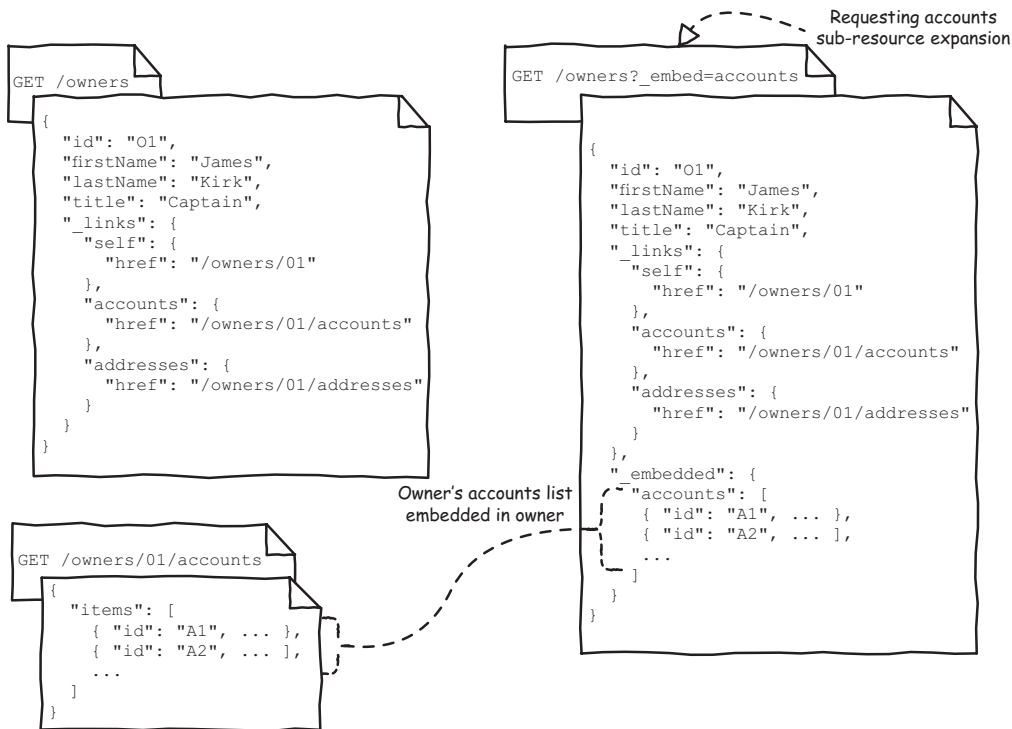 GET /owners
{
  "id": "O1",
  "firstName": "James",
  "lastName": "Kirk",
  "title": "Captain",
  "_links": {
    "self": {
      "href": "/owners/01"
    },
    "accounts": {
      "href": "/owners/01/accounts"
    },
    "addresses": {
      "href": "/owners/01/addresses"
    }
  }
}
GET /owners/01/accounts
{
  "items": [
    { "id": "A1", ... },
    { "id": "A2", ... ],
    ...
  ]
}
Requesting accounts
sub-resource expansion
GET /owners?_embed=accounts
{
  "id": "O1",
  "firstName": "James",
  "lastName": "Kirk",
  "title": "Captain",
  "_links": {
    "self": {
      "href": "/owners/01"
    },
    "accounts": {
      "href": "/owners/01/accounts"
    },
    "addresses": {
      "href": "/owners/01/addresses"
    }
  },
  "_embedded": {
    "accounts": [
      { "id": "A1", ... },
      { "id": "A2", ... ],
      ...
    ]
  }
}
Owner's accounts list
embedded in owner